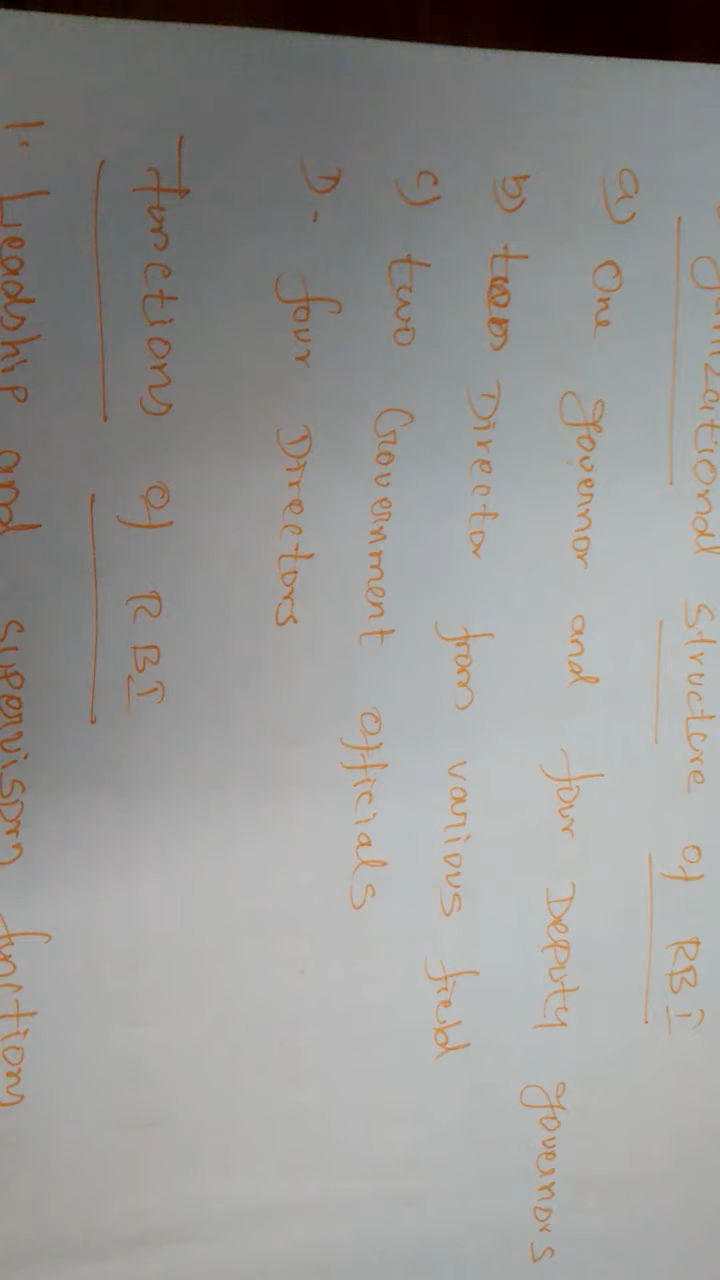 structure of RBI
a) One governor and four Deputy governors
b) Director from various field
c) two Government officials
D. four Directors
Functions of RBI
1. Leadership and supervision function